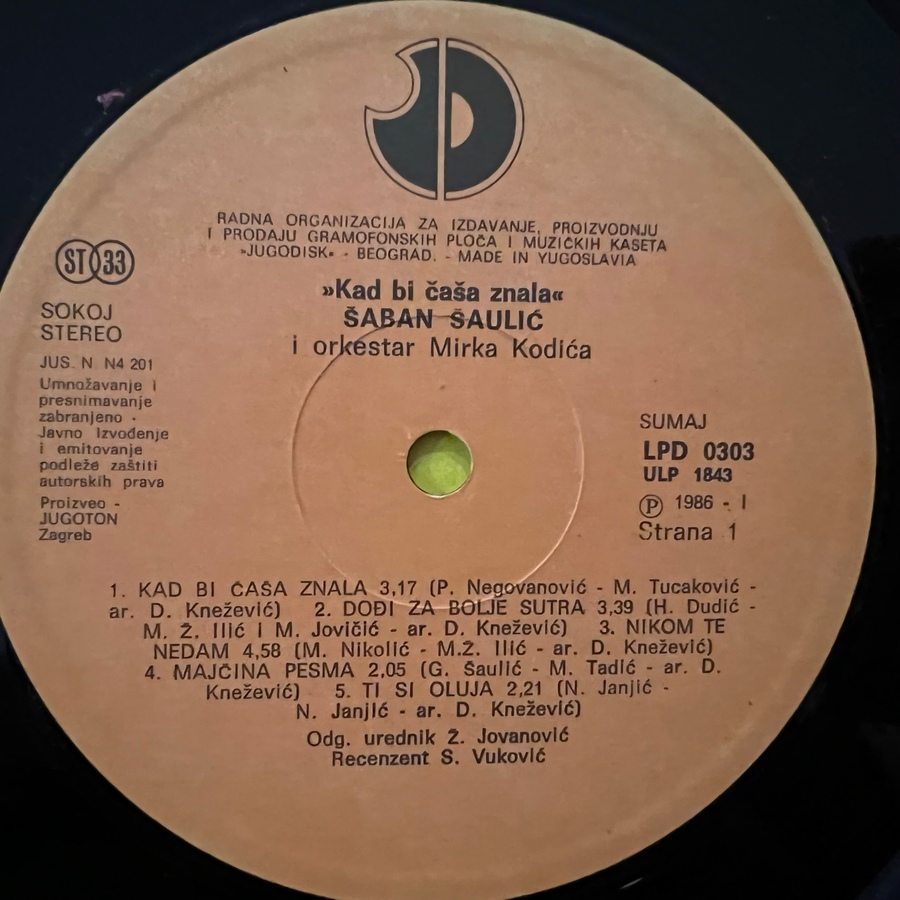 RADNA ORGANIZACIJA ZA IZDAVANJE, PROIZVODNJU
I PRODAJU GRAMOFONSKIH PLOČA I MUZIČKIH KASETA
»JUGODISK« - BEOGRAD. - MADE IN YUGOSLAVIA
ST 33
SOKOJ
STEREO
JUS. N N4 201
Umnožavanje i
presnimavanje
zabranjeno -
Javno izvođenje
i emitovanje
podleže zaštiti
autorskih prava
Proizveo -
JUGOTON
Zagreb
»Kad bi čaša znala«
ŠABAN ŠAULIĆ
i orkestar Mirka Kodića
SUMAJ
LPD 0303
ULP 1843
Ⓟ 1986 - I
Strana 1
1. KAD BI ČAŠA ZNALA 3,17 (P. Negovanović - M. Tucaković -
ar. D. Knežević) 2. DOĐI ZA BOLJE SUTRA 3,39 (H. Dudić -
M. Ž. Ilić i M. Jovičić - ar. D. Knežević) 3. NIKOM TE
NEDAM 4,58 (M. Nikolić - M.Ž. Ilić - ar. D. Knežević)
4. MAJČINA PESMA 2,05 (G. Šaulić - M. Tadić - ar. D.
Knežević) 5. TI SI OLUJA 2,21 (N. Janjić -
N. Janjić - ar. D. Knežević)
Odg. urednik Ž. Jovanović
Recenzent S. Vuković